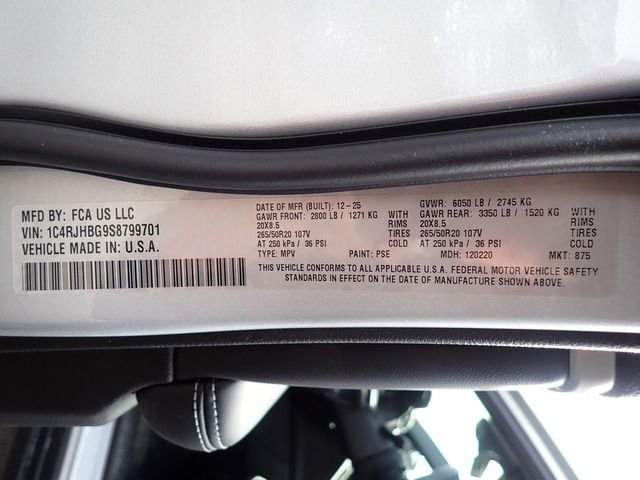 MFD BY: FCA US LLC
VIN: 1C4RJHBG9S8799701
VEHICLE MADE IN U.S.A.
DATE OF MFR (BUILT): 12-25
GAWR FRONT: 2800 LB / 1271 KG WITH
20X8.5 RIMS
265/50R20 107V TIRES
AT 250 kPa / 36 PSI COLD
TYPE: MPV PAINT: PSE
GVWR: 6050 LB / 2745 KG
GAWR REAR: 3350 LB / 1520 KG WITH
20X8.5 RIMS
265/50R20 107V TIRES
AT 250 kPa / 36 PSI COLD
MDH: 120220 MKT: 875
THIS VEHICLE CONFORMS TO ALL APPLICABLE U.S.A. FEDERAL MOTOR VEHICLE SAFETY
STANDARDS IN EFFECT ON THE DATE OF MANUFACTURE SHOWN ABOVE.